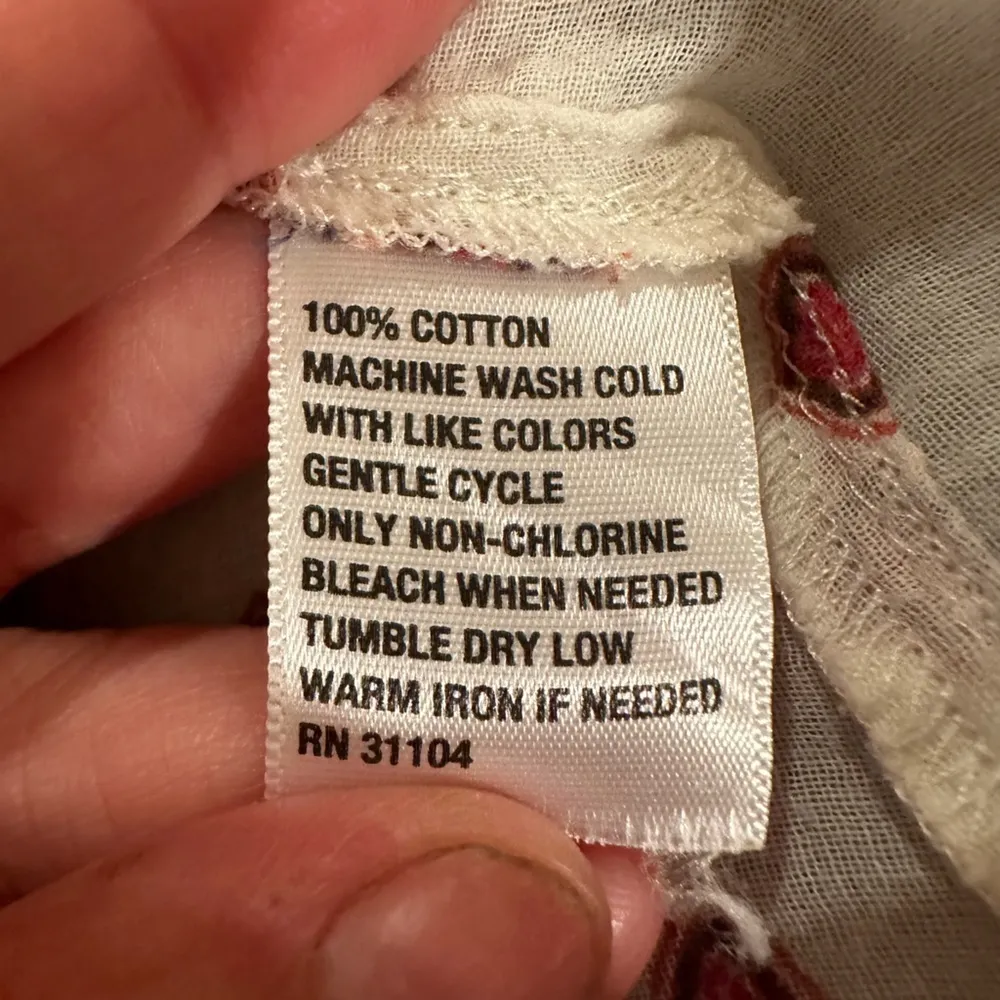 100% COTTON
MACHINE WASH COLD
WITH LIKE COLORS
GENTLE CYCLE
ONLY NON-CHLORINE
BLEACH WHEN NEEDED
TUMBLE DRY LOW
WARM IRON IF NEEDED
RN 31104